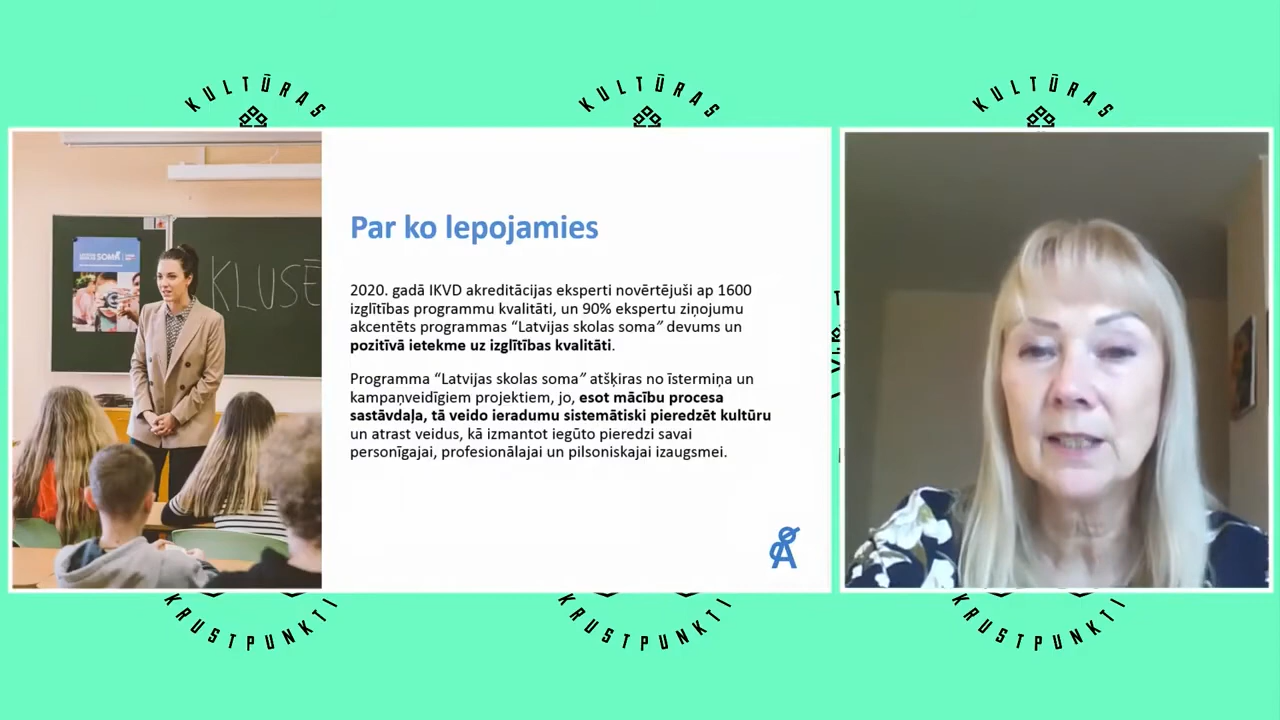 KULTŪRAS
KULTŪRAS
KULTŪRAS
SOMA
KLUSE
Par ko lepojamies
2020. gadā IKVD akreditācijas eksperti novērtējuši ap 1600
izglītības programmu kvalitāti, un 90% ekspertu ziņojumu
akcentēts programmas “Latvijas skolas soma” devums un
pozitīvā ietekme uz izglītības kvalitāti.
Programma “Latvijas skolas soma” atšķiras no īstermiņa un
kampaņveidīgiem projektiem, jo, esot mācību procesa
sastāvdaļa, tā veido ieradumu sistemātiski pieredzēt kultūru
un atrast veidus, kā izmantot iegūto pieredzi savai
personīgajai, profesionālajai un pilsoniskajai izaugsmei.
KRUSTPUNKTI
KRUSTPUNKTI
KRUSTPUNKTI